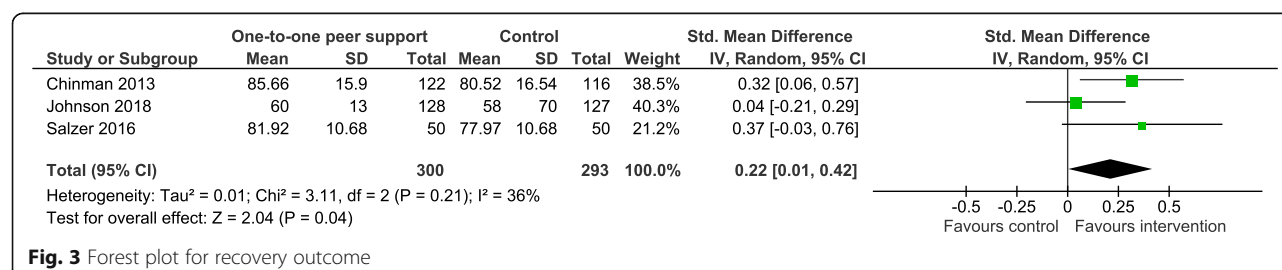 One-to-one peer support Control Std. Mean Difference Std. Mean Difference
Study or Subgroup Mean SD Total Mean SD Total Weight IV, Random, 95% CI IV, Random, 95% CI
Chinman 2013 85.66 15.9 122 80.52 16.54 116 38.5% 0.32 [0.06, 0.57]
Johnson 2018 60 13 128 58 70 127 40.3% 0.04 [-0.21, 0.29]
Salzer 2016 81.92 10.68 50 77.97 10.68 50 21.2% 0.37 [-0.03, 0.76]
Total (95% CI) 300 293 100.0% 0.22 [0.01, 0.42]
Heterogeneity: Tau² = 0.01; Chi² = 3.11, df = 2 (P = 0.21); I² = 36%
Test for overall effect: Z = 2.04 (P = 0.04)
-0.5 -0.25 0 0.25 0.5
Favours control Favours intervention
Fig. 3 Forest plot for recovery outcome